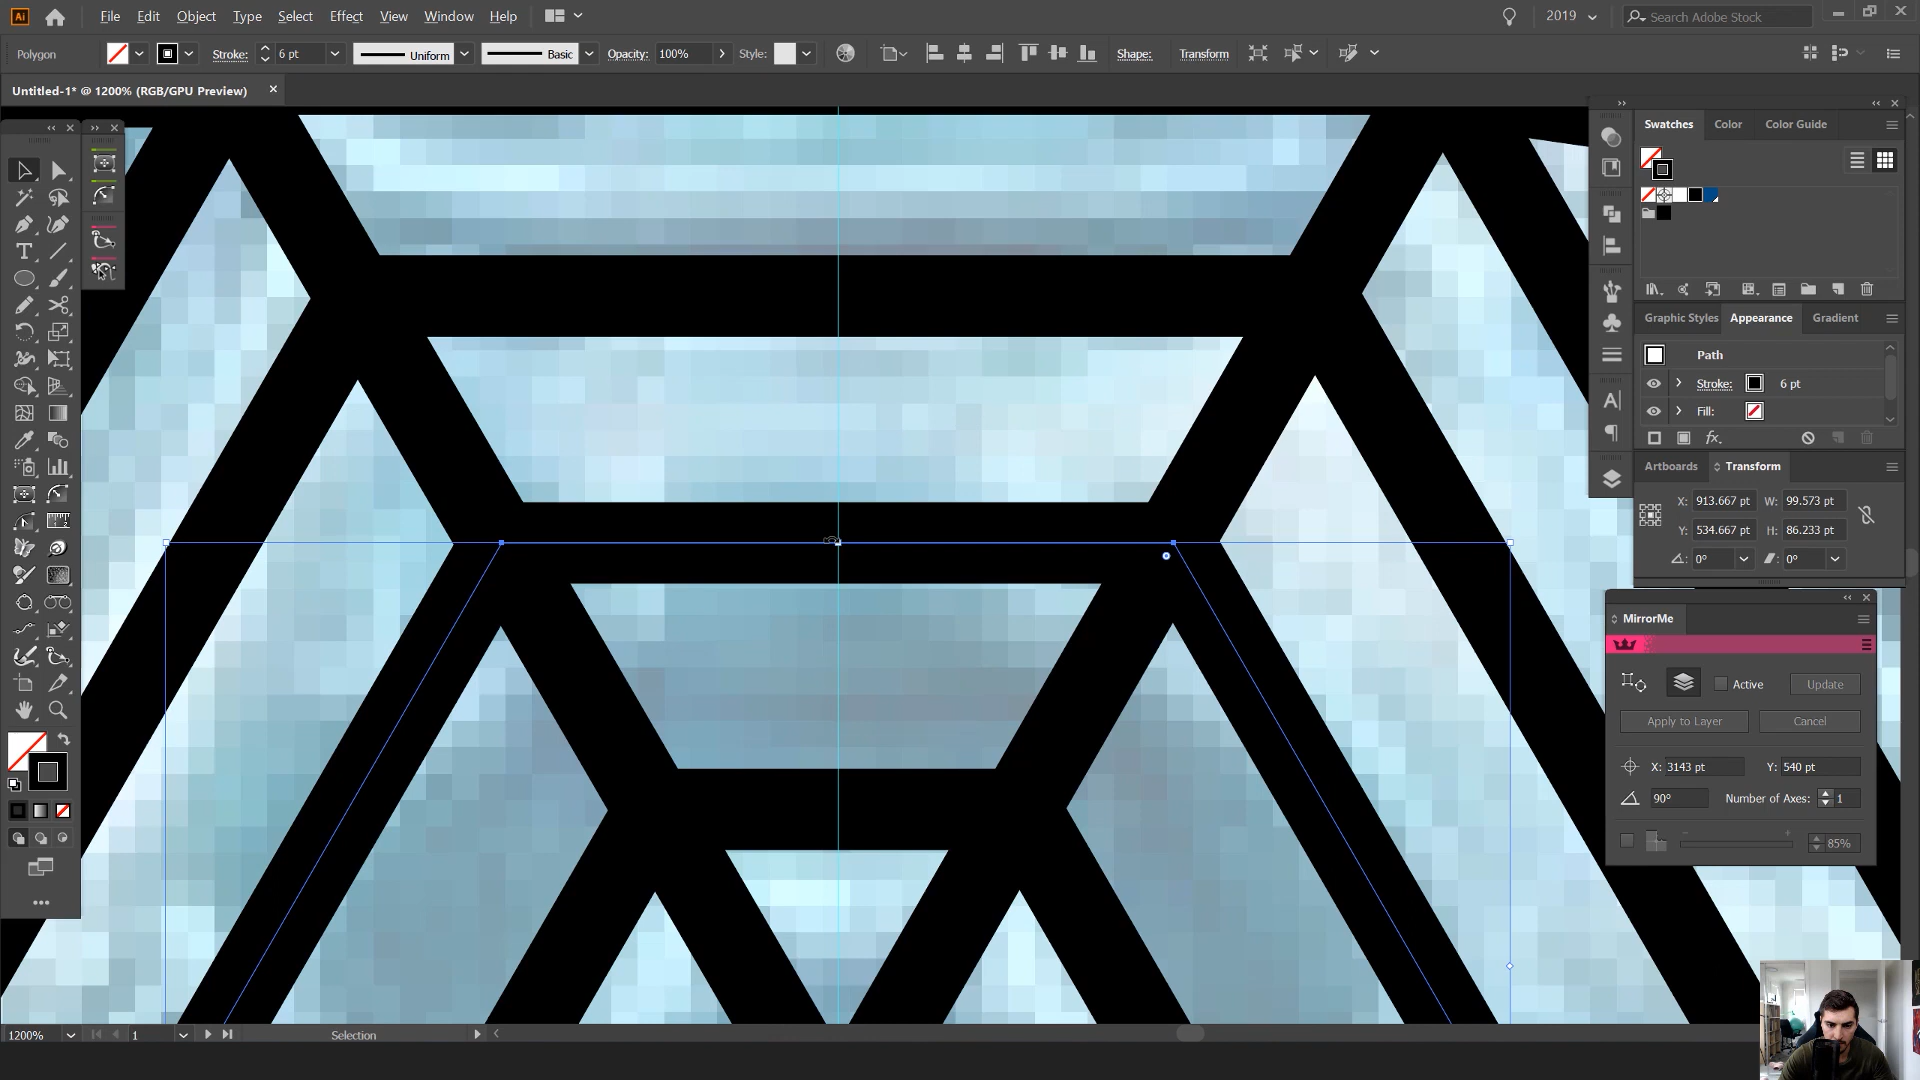 Ai File Edit Object Type Select Effect View Window Help 2019 Search Adobe Stock
Polygon Stroke: 6 pt Uniform Basic Opacity: 100% Style: Shape: Transform
Untitled-1* @ 1200% (RGB/GPU Preview)
Swatches Color Color Guide
Graphic Styles Appearance Gradient
Path
Stroke: 6 pt
Fill:
fx
Artboards Transform
X: 913.667 pt W: 99.573 pt
Y: 534.667 pt H: 86.233 pt
0° 0°
MirrorMe
Active Update
Apply to Layer Cancel
X: 3143 pt Y: 540 pt
90° Number of Axes: 1
85%
1200% 1 Selection